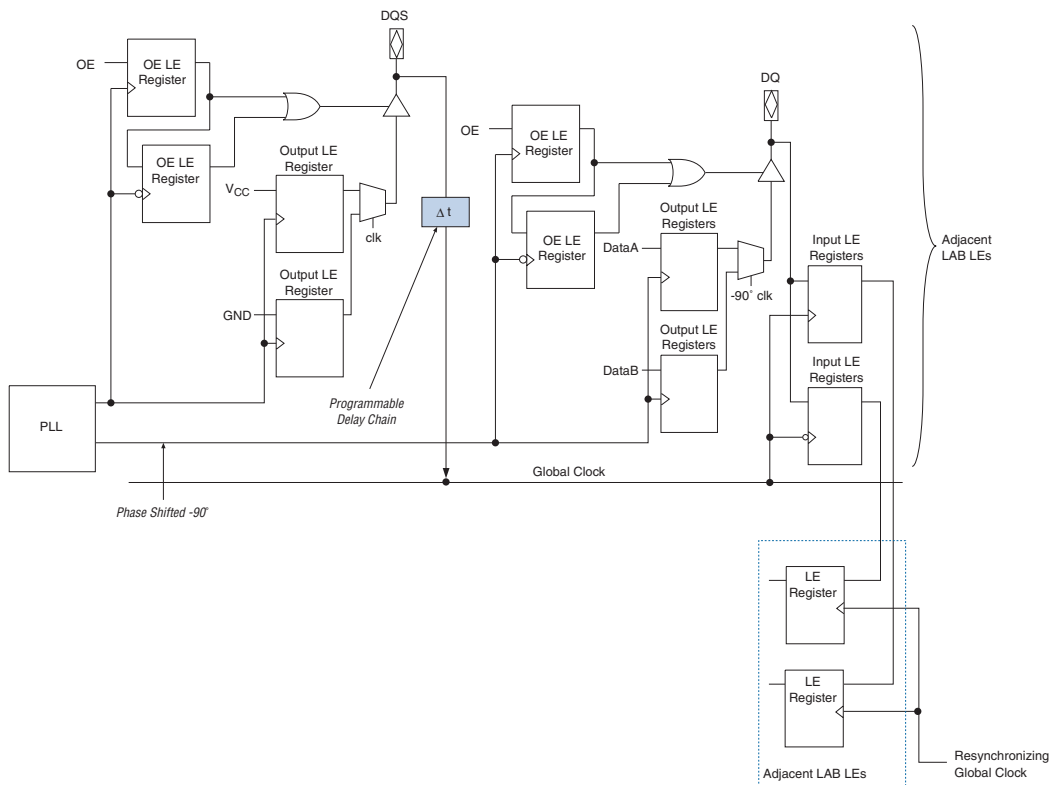 DQS
OE
OE LE
Register
OE LE
Register
Output LE
Register
VCC
clk
Output LE
Register
GND
Δ t
Programmable
Delay Chain
PLL
Phase Shifted -90°
Global Clock
DQ
OE
OE LE
Register
OE LE
Register
Output LE
Registers
DataA
-90° clk
Output LE
Registers
DataB
Input LE
Registers
Input LE
Registers
Adjacent
LAB LEs
LE
Register
LE
Register
Adjacent LAB LEs
Resynchronizing
Global Clock